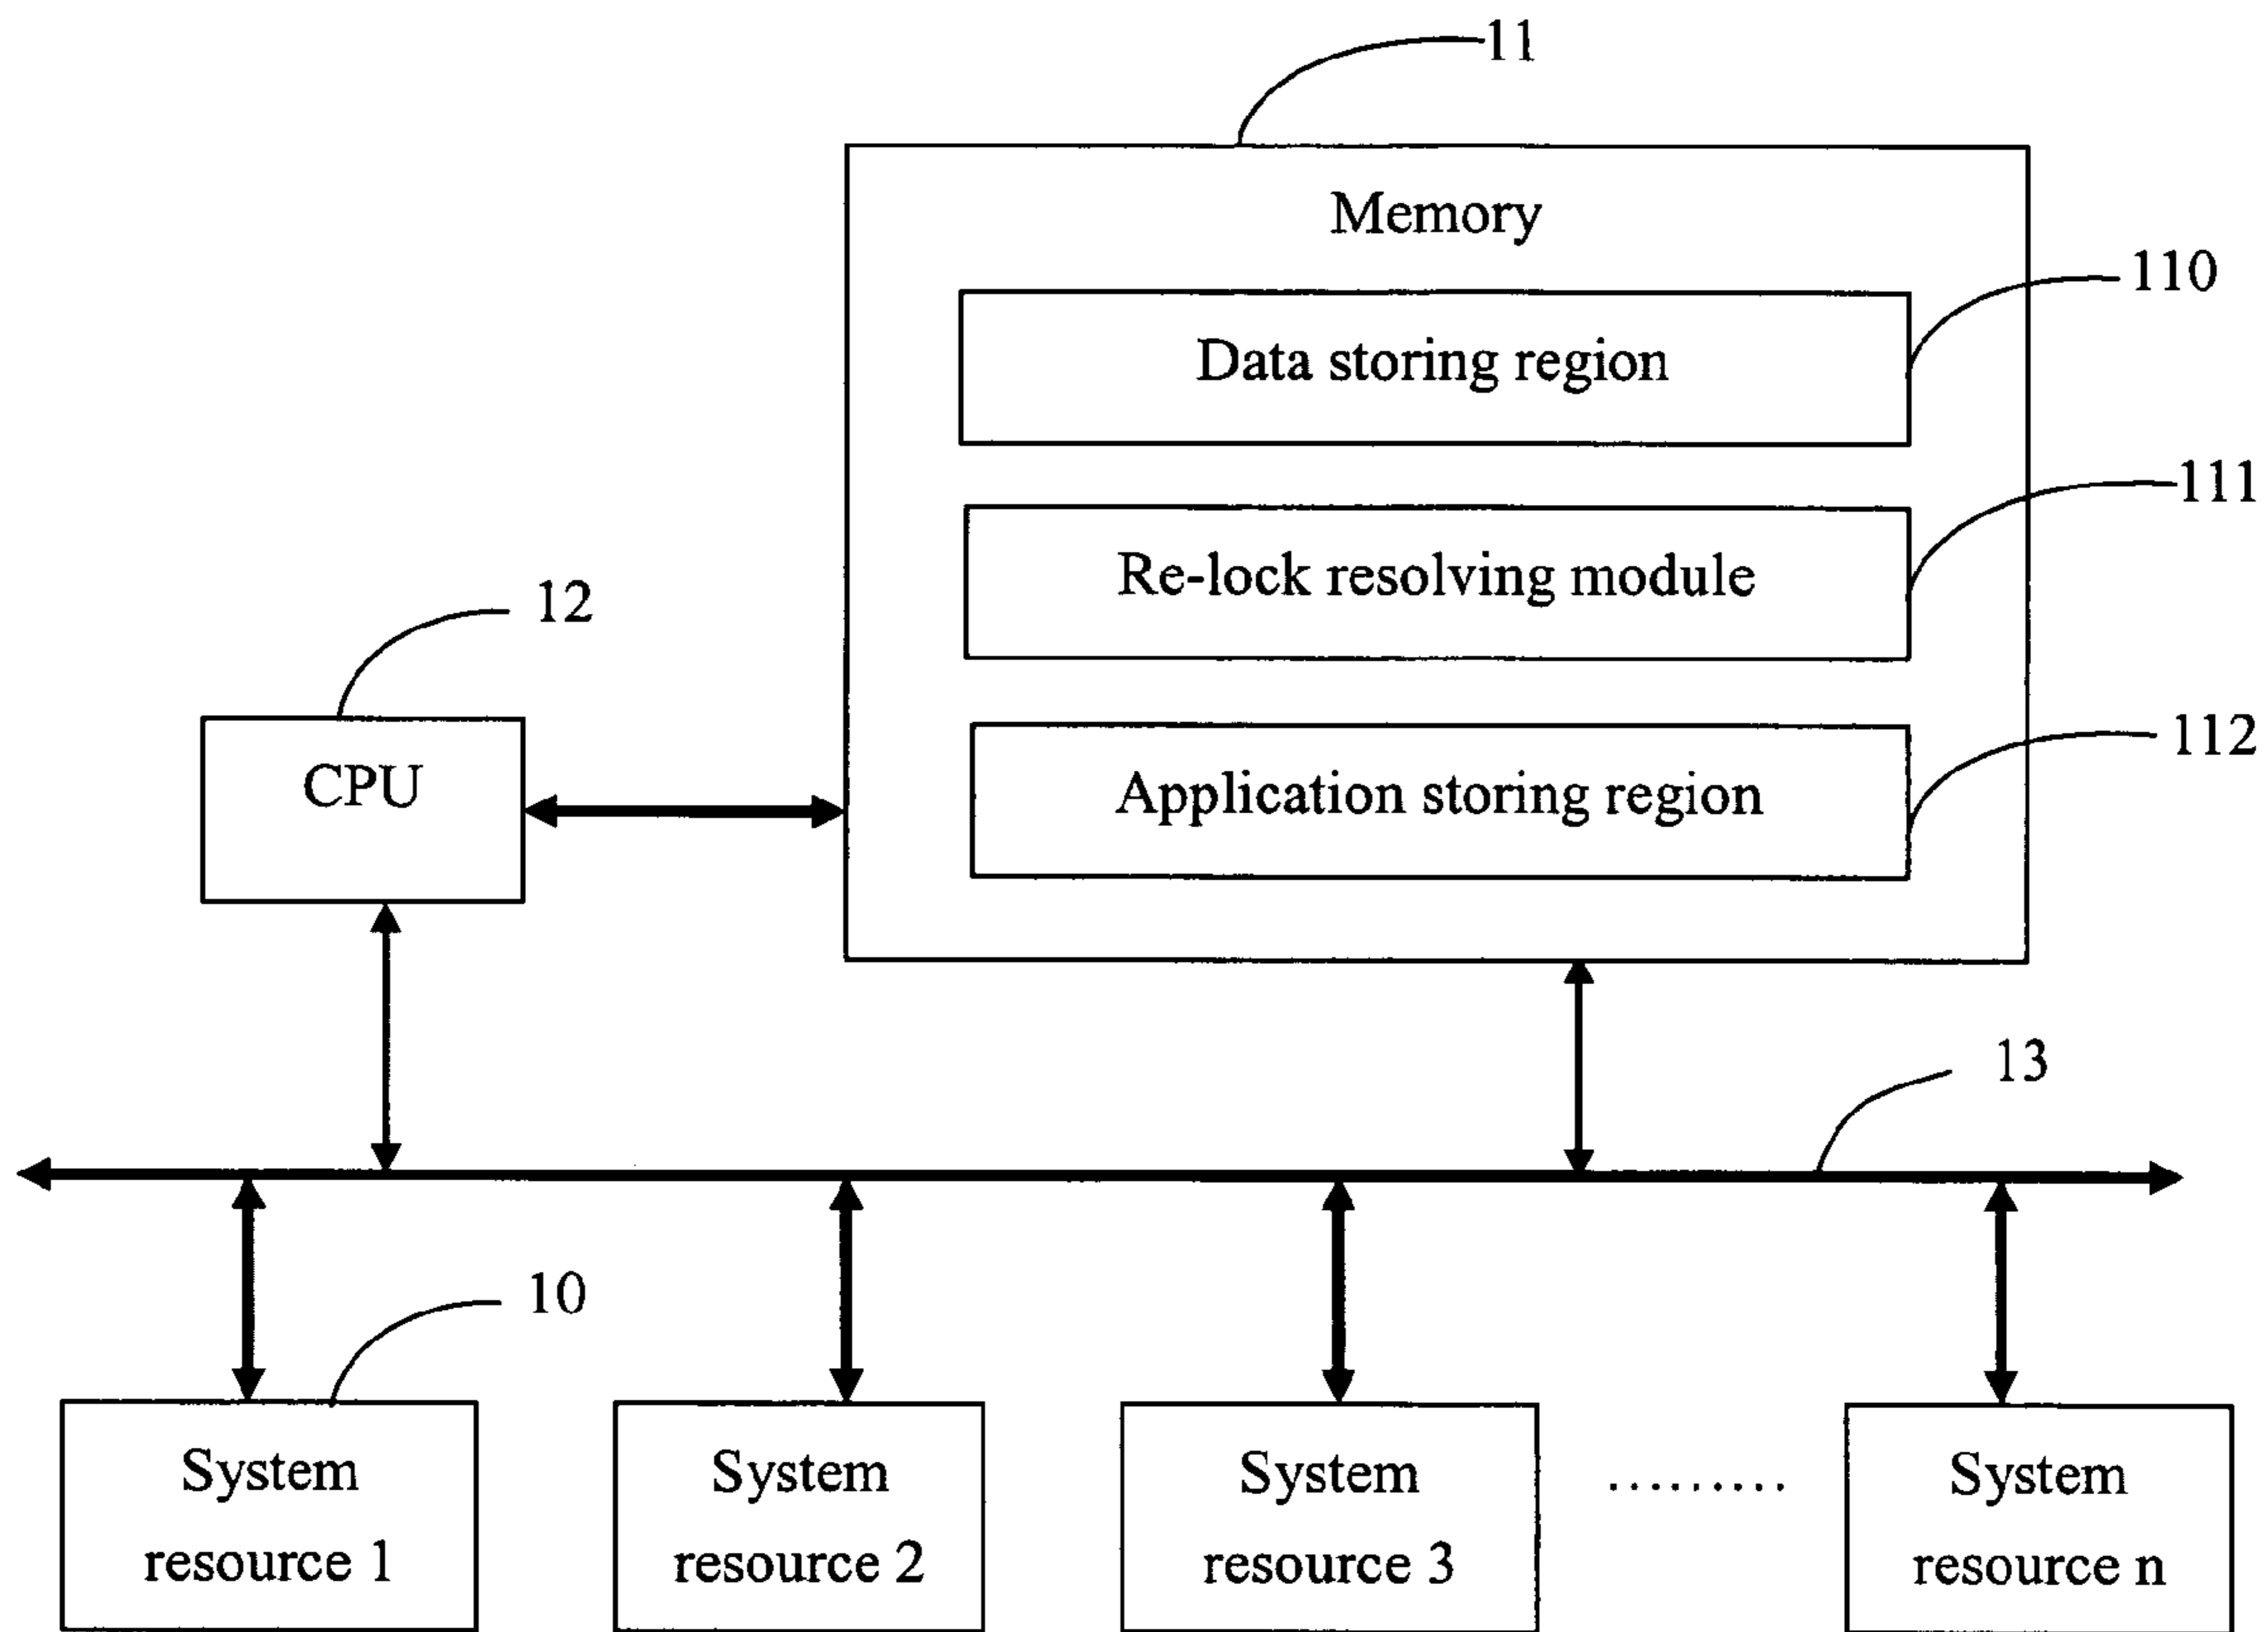 11
Memory
110
Data storing region
111
Re-lock resolving module
12
112
CPU
Application storing region
13
10
System
resource 1
System
resource 2
System
resource 3
.........
System
resource n